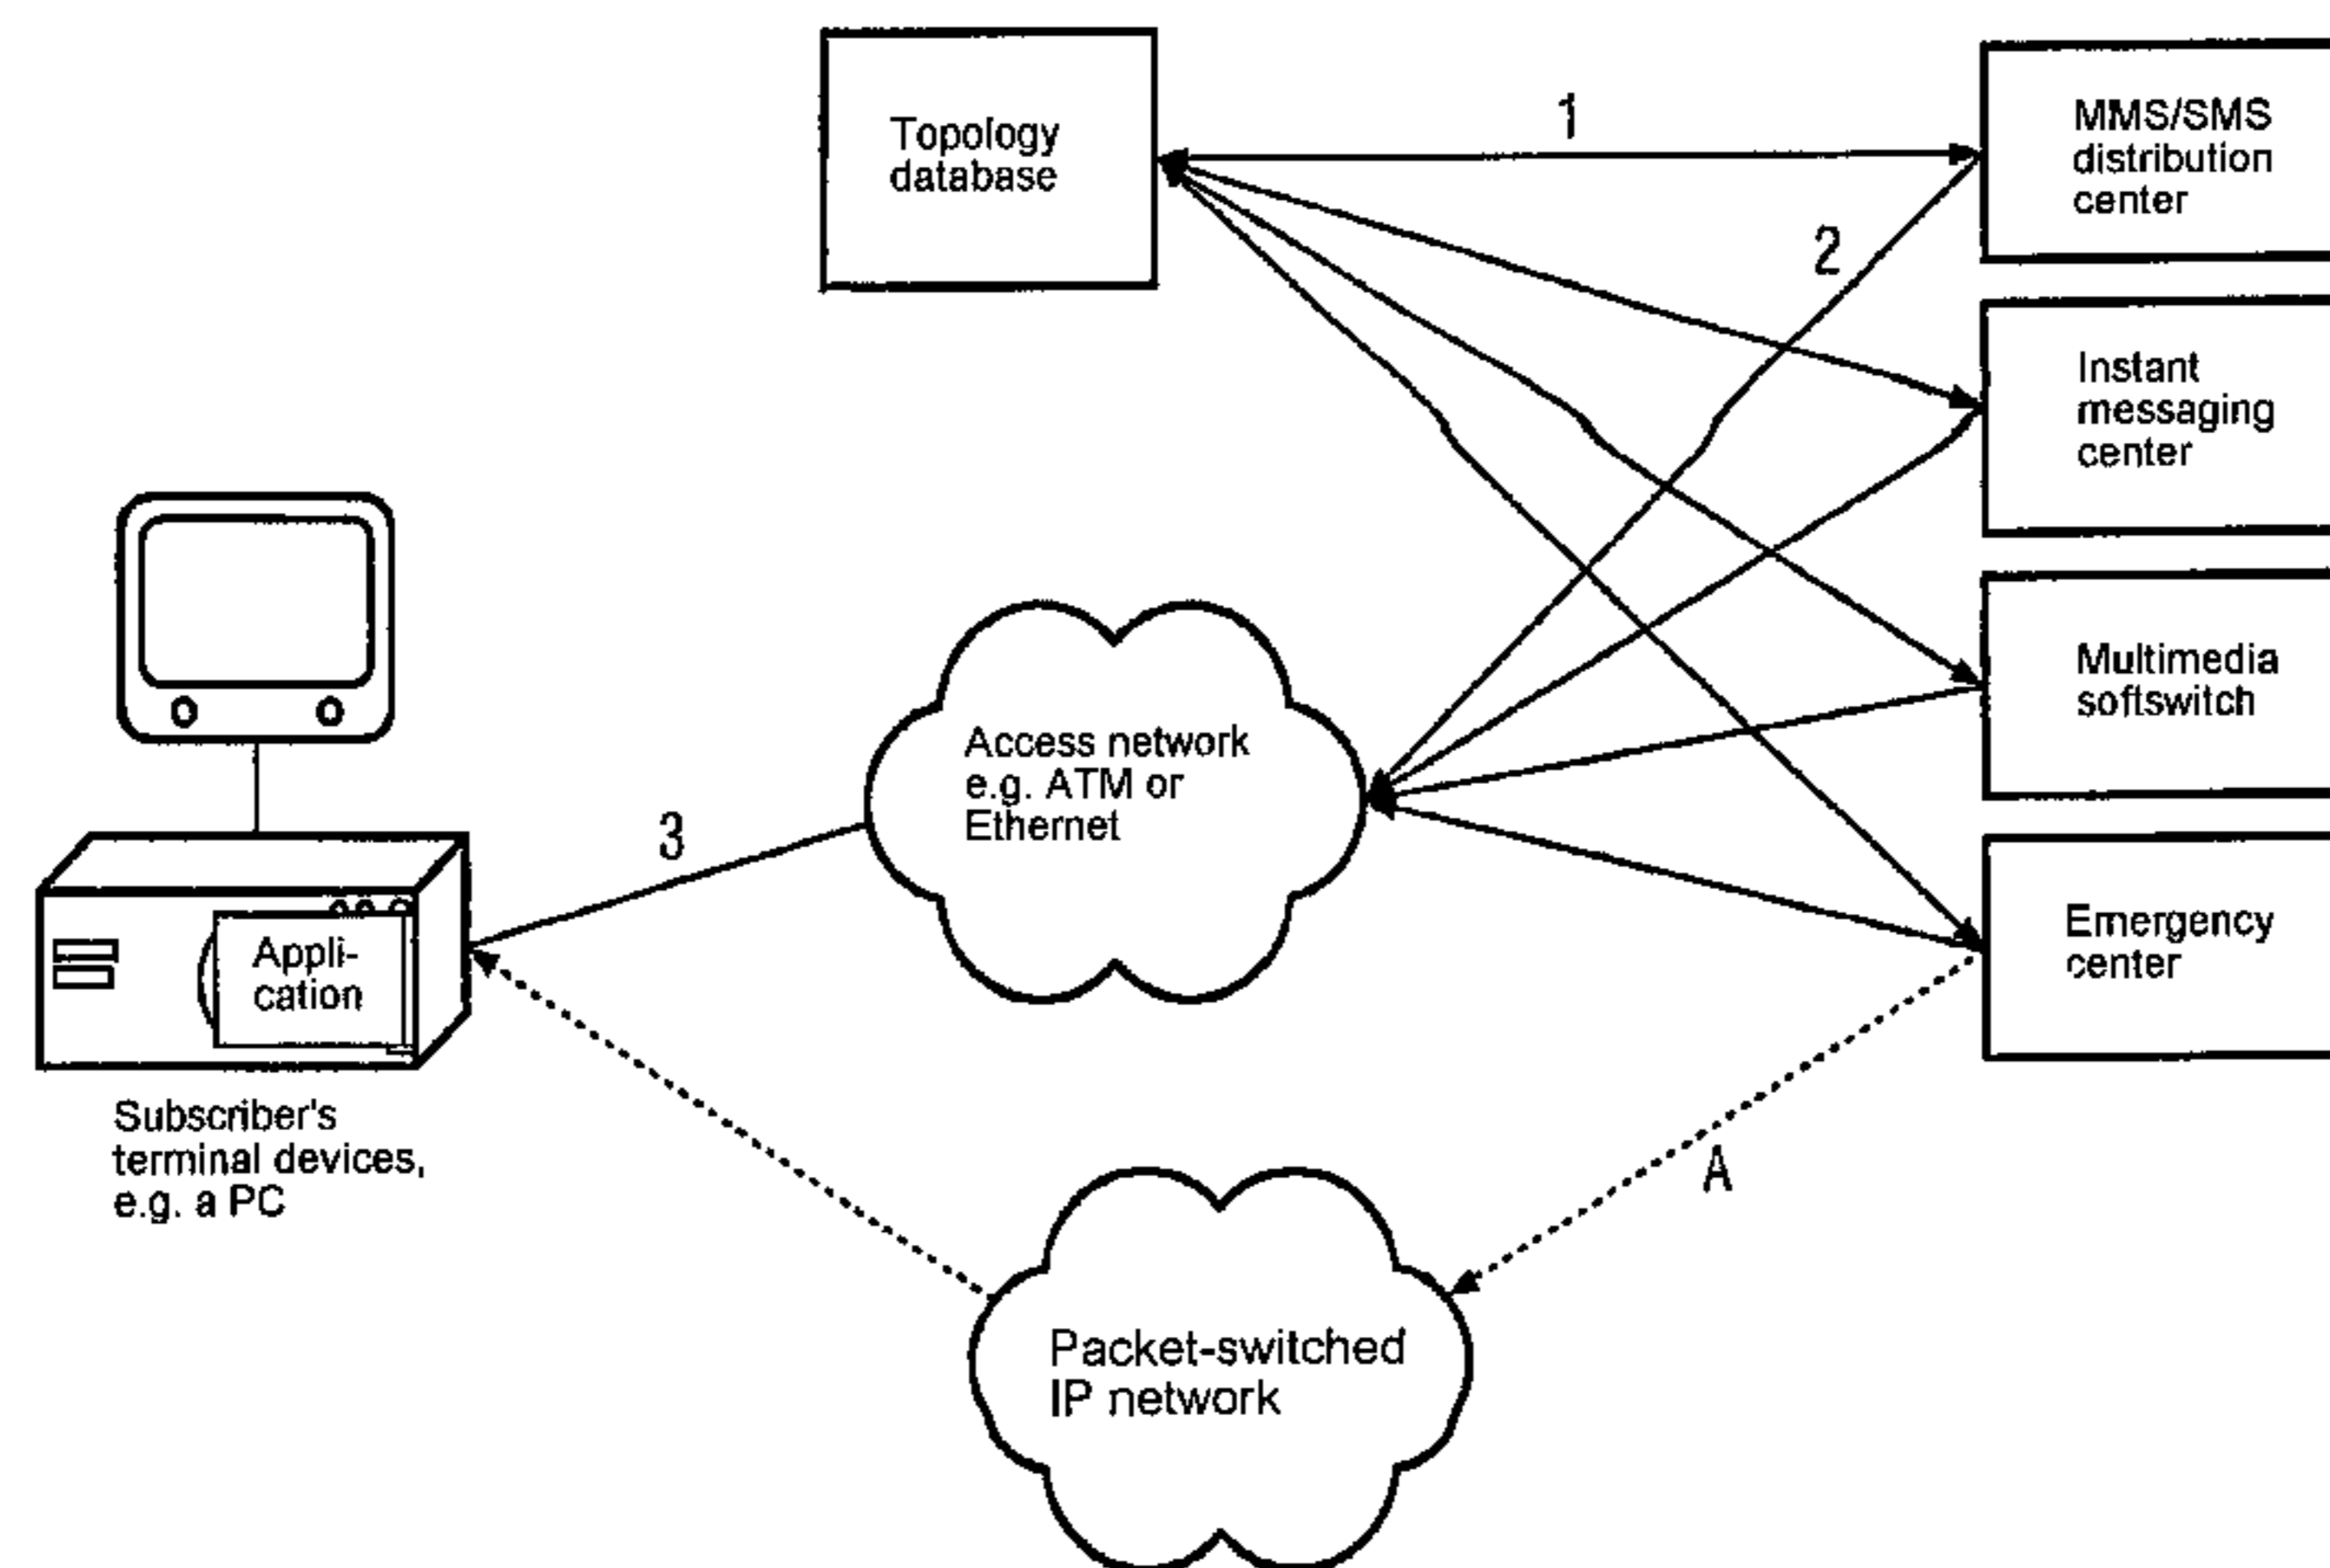 Topology
database
1
MMS/SMS
distribution
center
2
Instant
messaging
center
Multimedia
softswitch
Access network
e.g. ATM or
Ethernet
3
Appli-
cation
Emergency
center
Subscriber's
terminal devices,
e.g. a PC
A
Packet-switched
IP network